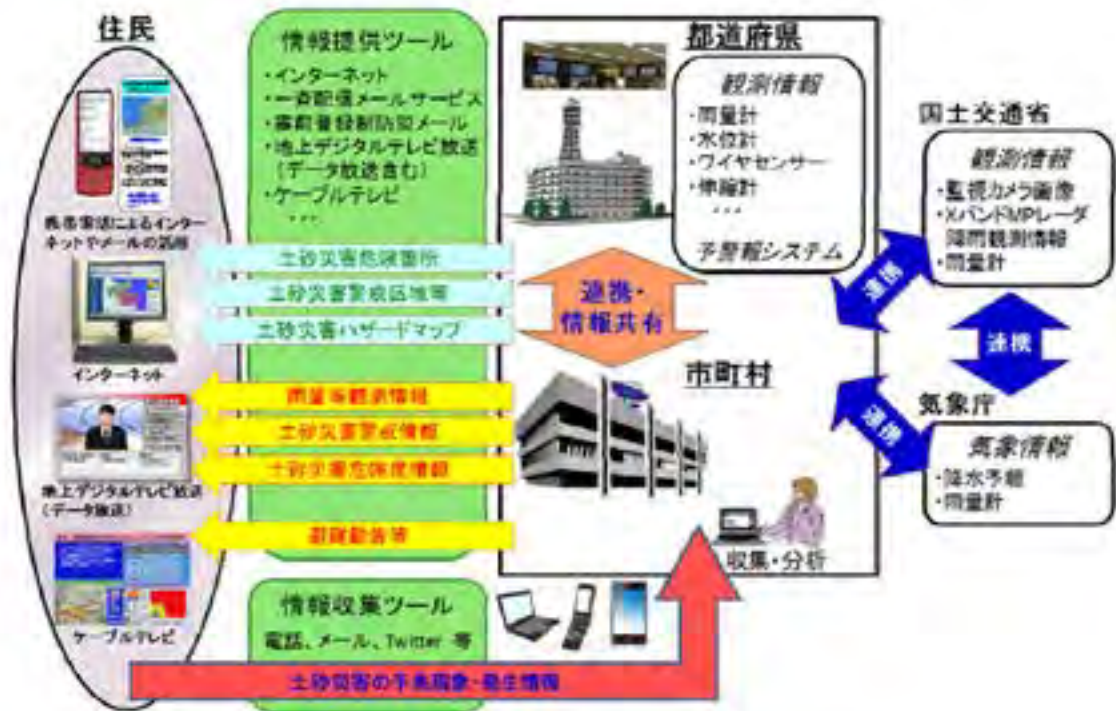 住民
携帯電話によるインター
ネットやメールの活用
インターネット
地上デジタルテレビ放送
(データ放送)
ケーブルテレビ
情報提供ツール
・インターネット
・一斉配信メールサービス
・事前登録制防災メール
・地上デジタルテレビ放送
(データ放送含む)
・ケーブルテレビ
・・・
土砂災害危険箇所
土砂災害警戒区域等
土砂災害ハザードマップ
雨量等観測情報
土砂災害警戒情報
土砂災害危険度情報
避難勧告等
情報収集ツール
電話、メール、Twitter 等
土砂災害の予兆現象・発生情報
都道府県
観測情報
・雨量計
・水位計
・ワイヤセンサー
・伸縮計
・・・
予警報システム
連携・
情報共有
市町村
収集・分析
国土交通省
観測情報
・監視カメラ画像
・XバンドMPレーダ
降雨観測情報
・雨量計
連携
連携
連携
気象庁
気象情報
・降水予報
・雨量計